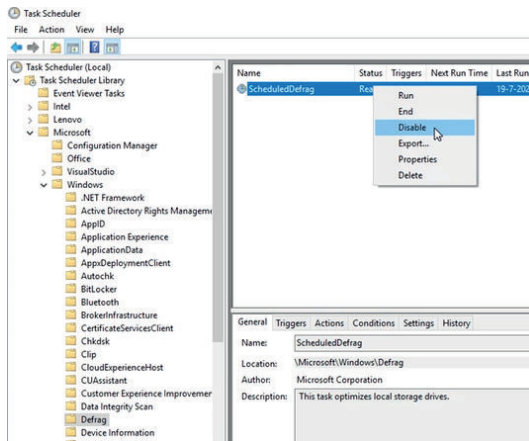 Task Scheduler
File Action View Help
Task Scheduler (Local)
Task Scheduler Library
Event Viewer Tasks
Intel
Lenovo
Microsoft
Configuration Manager
Office
VisualStudio
Windows
.NET Framework
Active Directory Rights Manageme
AppID
Application Experience
ApplicationData
AppxDeploymentClient
Autochk
BitLocker
Bluetooth
BrokerInfrastructure
CertificateServicesClient
Chkdsk
Clip
CloudExperienceHost
CUAssistant
Customer Experience Improvemer
Data Integrity Scan
Defrag
Device Information
Name Status Triggers Next Run Time Last Run
ScheduledDefrag Rea 19-7-202
Run
End
Disable
Export...
Properties
Delete
General Triggers Actions Conditions Settings History
Name: ScheduledDefrag
Location: \Microsoft\Windows\Defrag
Author: Microsoft Corporation
Description: This task optimizes local storage drives.